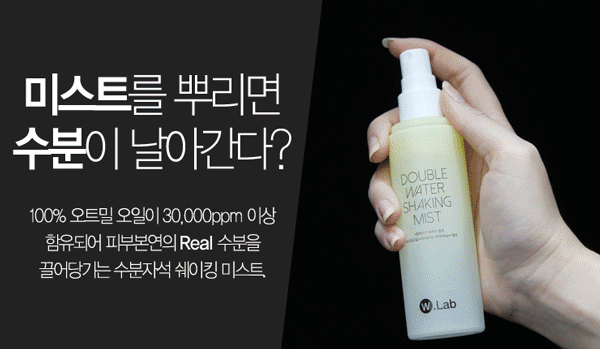 미스트를 뿌리면
수분이 날아간다?
100% 오트밀 오일이 30,000ppm 이상
함유되어 피부본연의 Real 수분을
끌어당기는 수분자석 쉐이킹 미스트.
DOUBLE
WATER
SHAKING
MIST
W.Lab